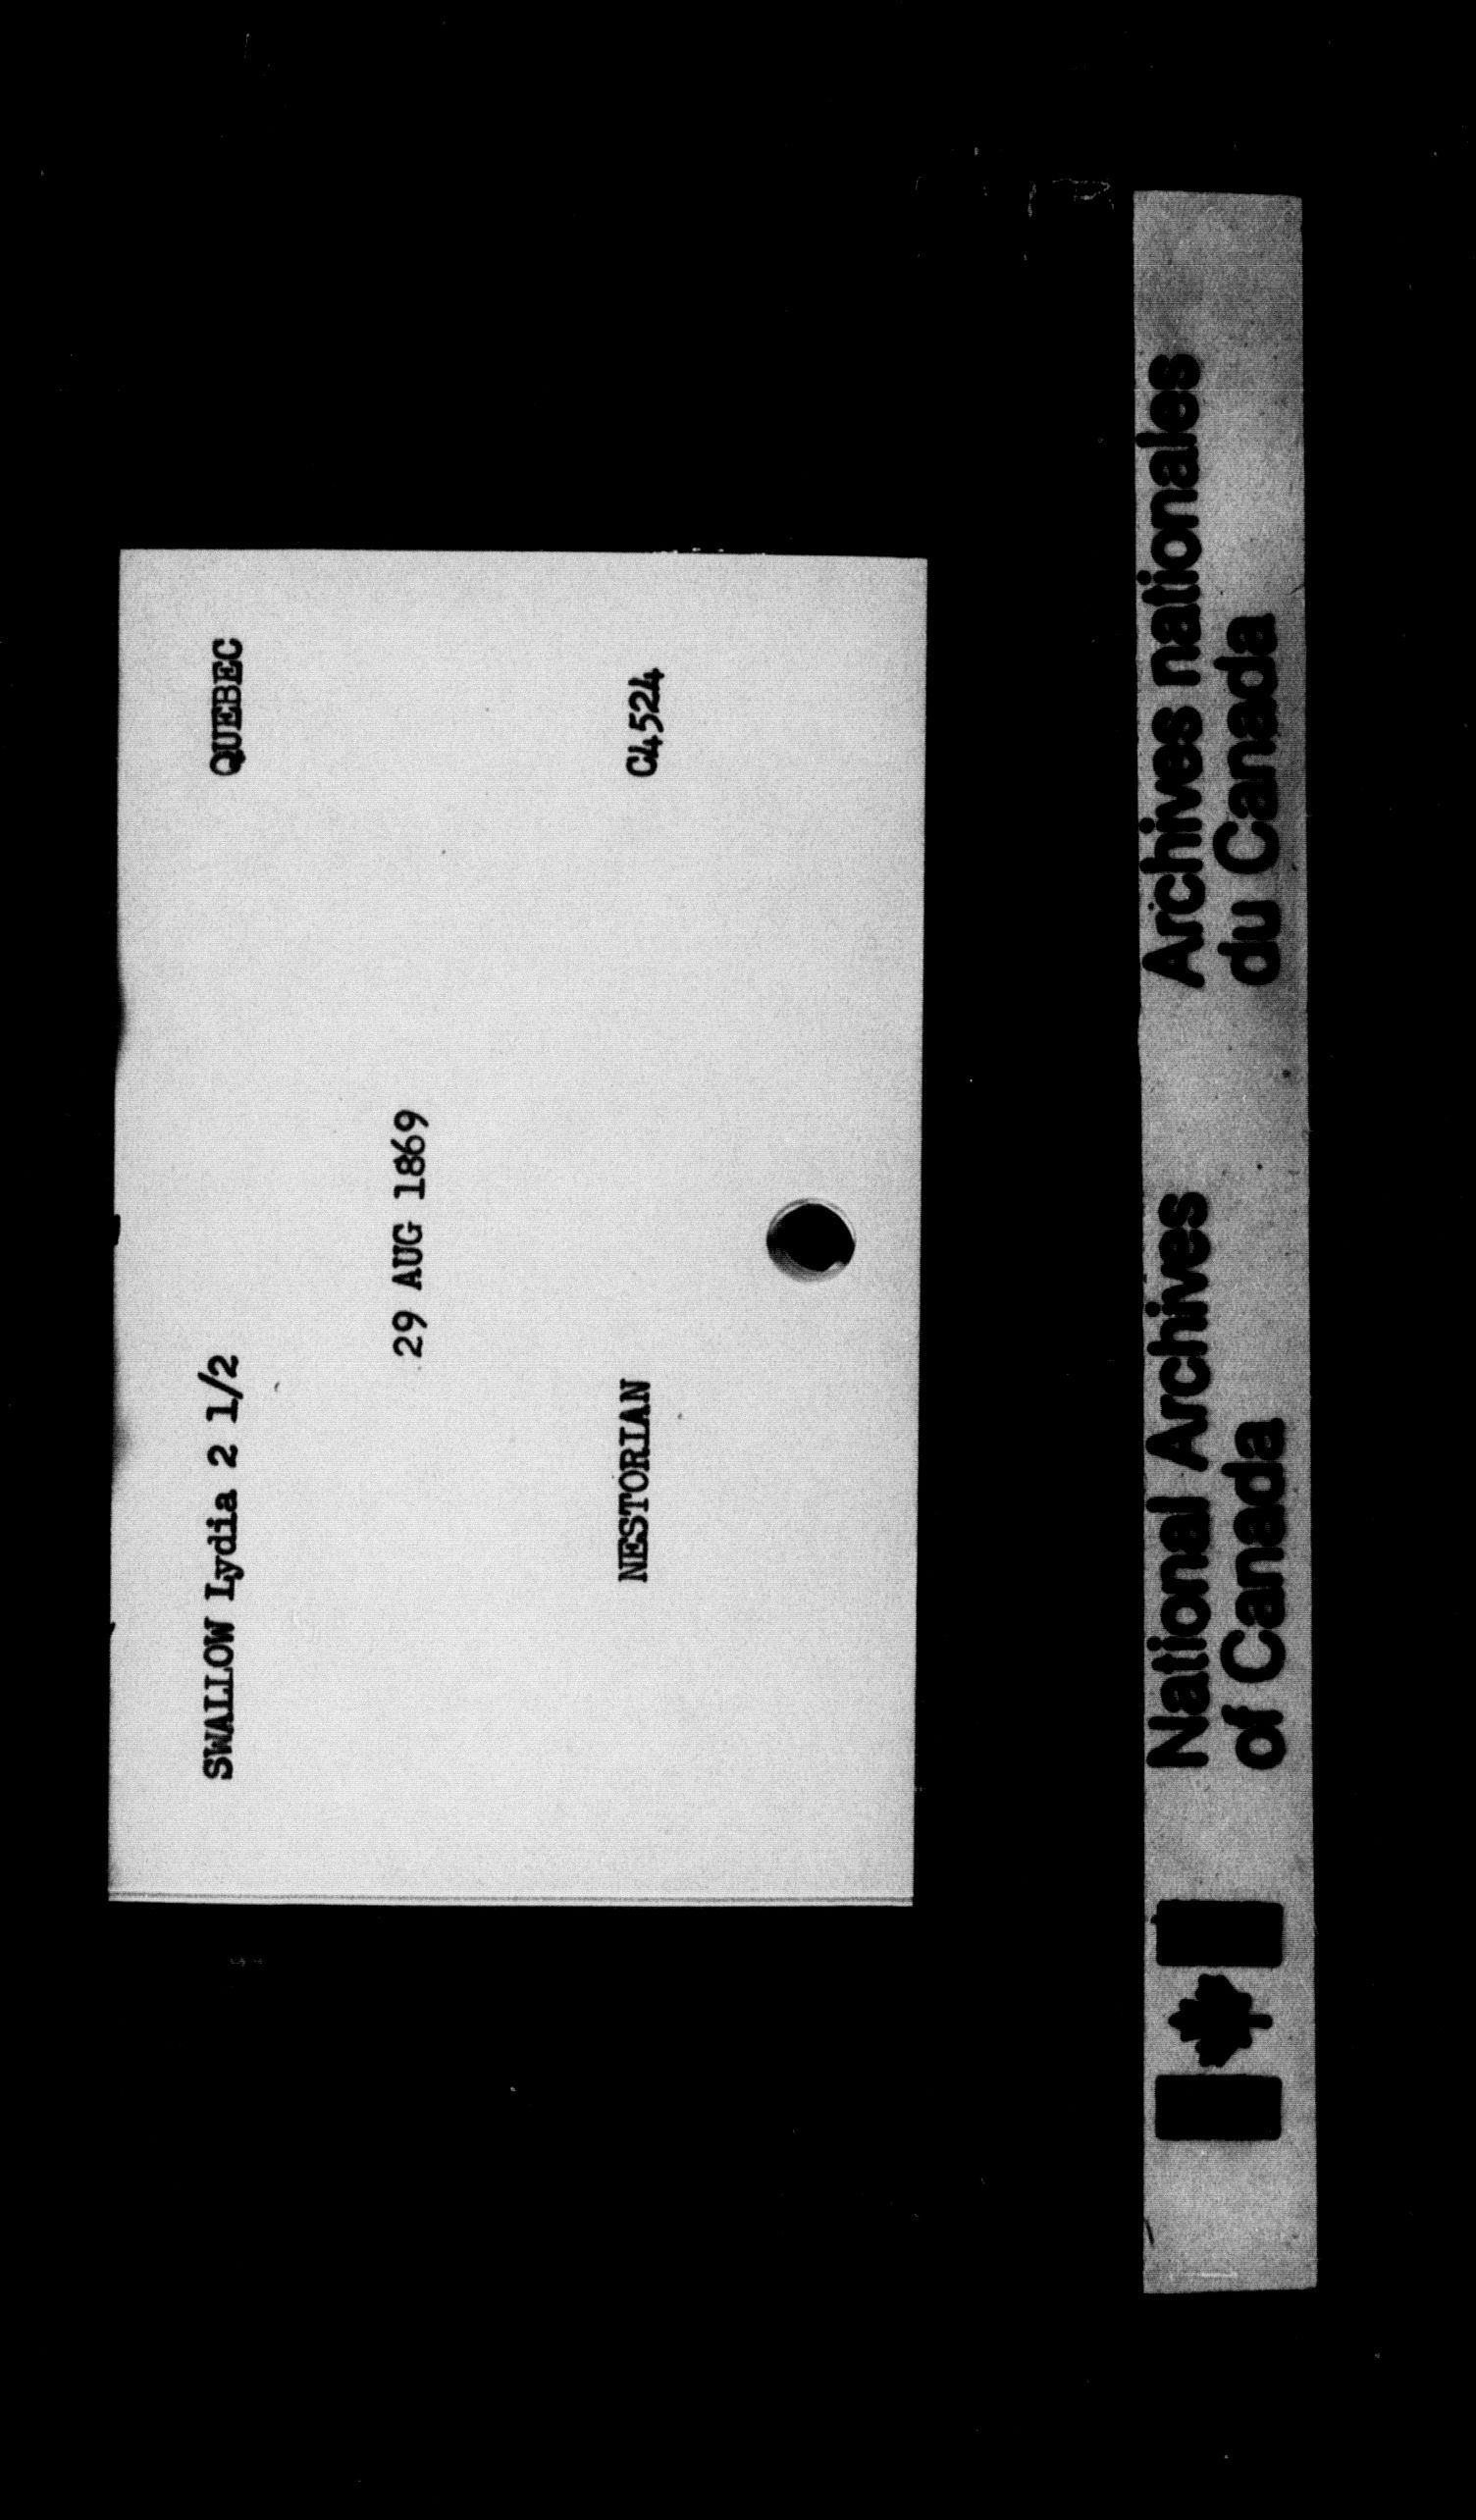 SWALLOW Lydia 2 1/2 QUEBEC
29 AUG 1869
NESTORIAN C4524
National Archives
of Canada
Archives nationales
du Canada